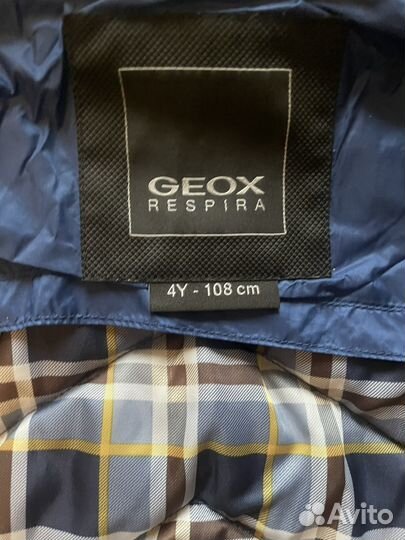 GEOX
RESPIRA
4Y - 108 cm
Avito